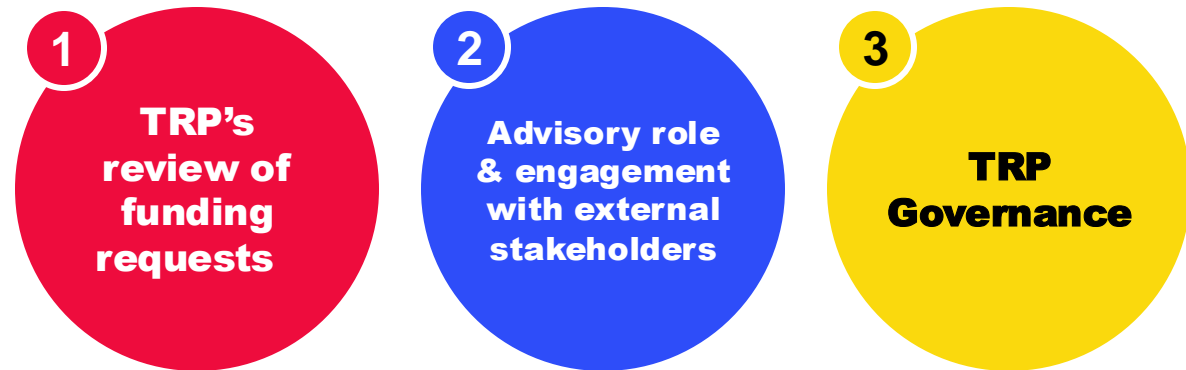 1
TRP’s
review of
funding
requests
2
Advisory role
& engagement
with external
stakeholders
3
TRP
Governance